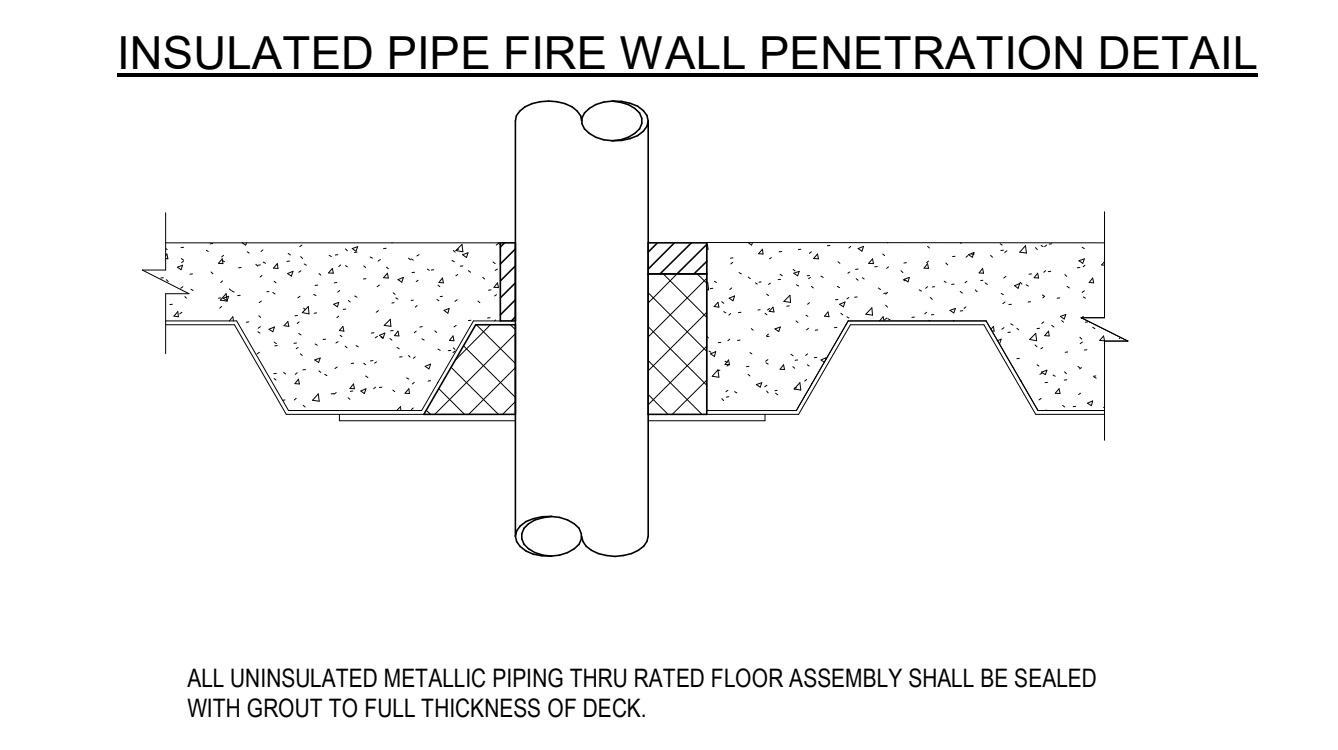 INSULATED PIPE FIRE WALL PENETRATION DETAIL
ALL UNINSULATED METALLIC PIPING THRU RATED FLOOR ASSEMBLY SHALL BE SEALED
WITH GROUT TO FULL THICKNESS OF DECK.